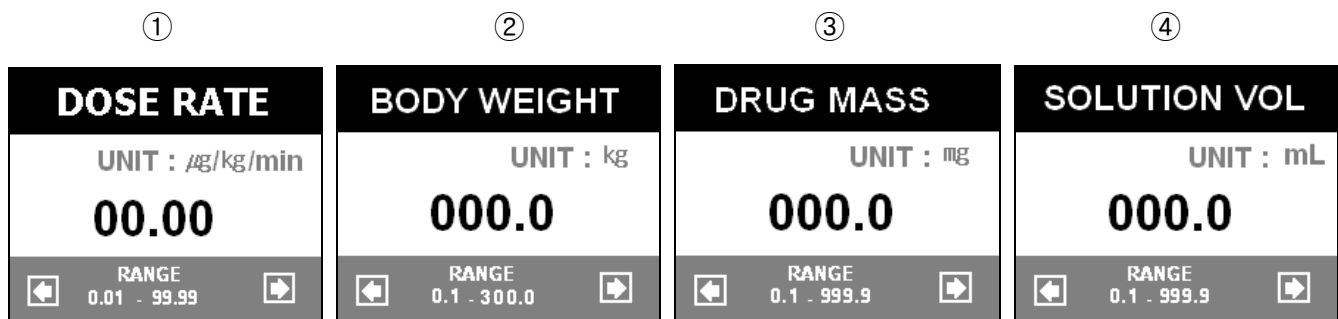 ①
DOSE RATE
UNIT : ㎍/kg/min
00.00
RANGE
0.01 - 99.99
②
BODY WEIGHT
UNIT : kg
000.0
RANGE
0.1 - 300.0
③
DRUG MASS
UNIT : mg
000.0
RANGE
0.1 - 999.9
④
SOLUTION VOL
UNIT : mL
000.0
RANGE
0.1 - 999.9